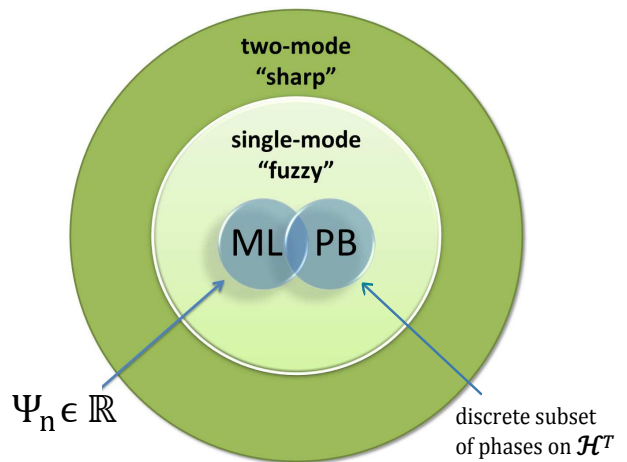 two-mode
“sharp”
single-mode
“fuzzy”
ML PB
Ψₙ ϵ ℝ
discrete subset
of phases on 𝓗ᵀ